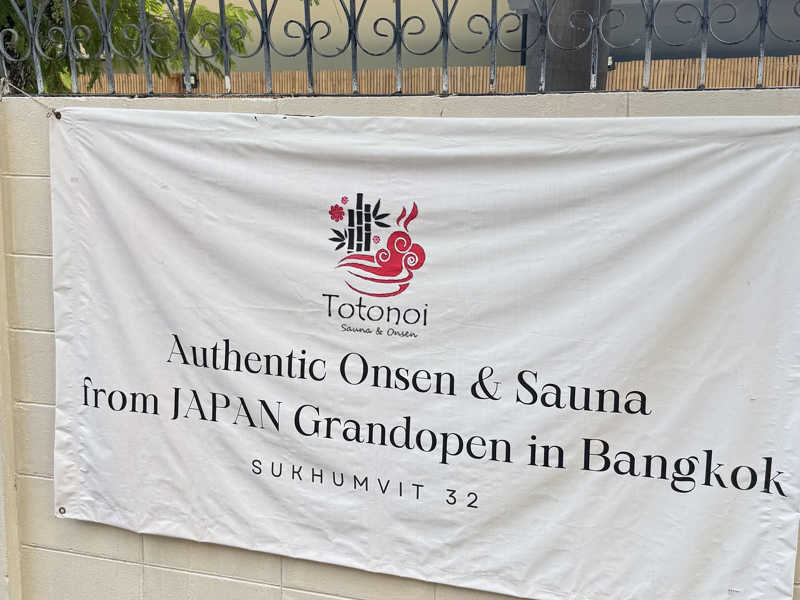 Totonoi
Sauna & Onsen
Authentic Onsen & Sauna
from JAPAN Grandopen in Bangkok
SUKHUMVIT 32